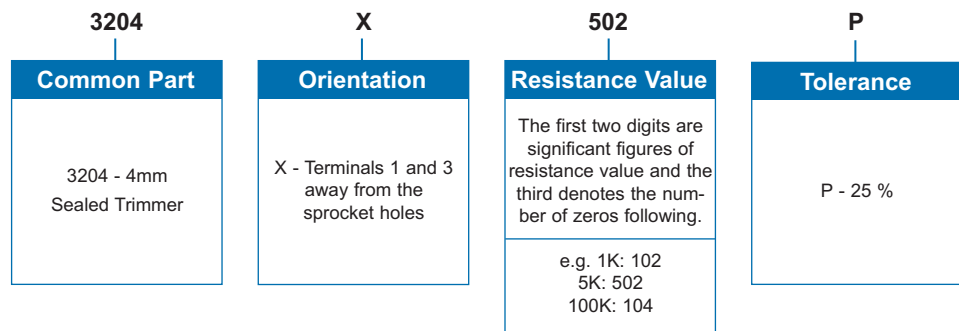 3204
X
502
P
Common Part
Orientation
Resistance Value
Tolerance
3204 - 4mm
Sealed Trimmer
X - Terminals 1 and 3
away from the
sprocket holes
The first two digits are
significant figures of
resistance value and the
third denotes the num-
ber of zeros following.
e.g. 1K: 102
5K: 502
100K: 104
P - 25 %